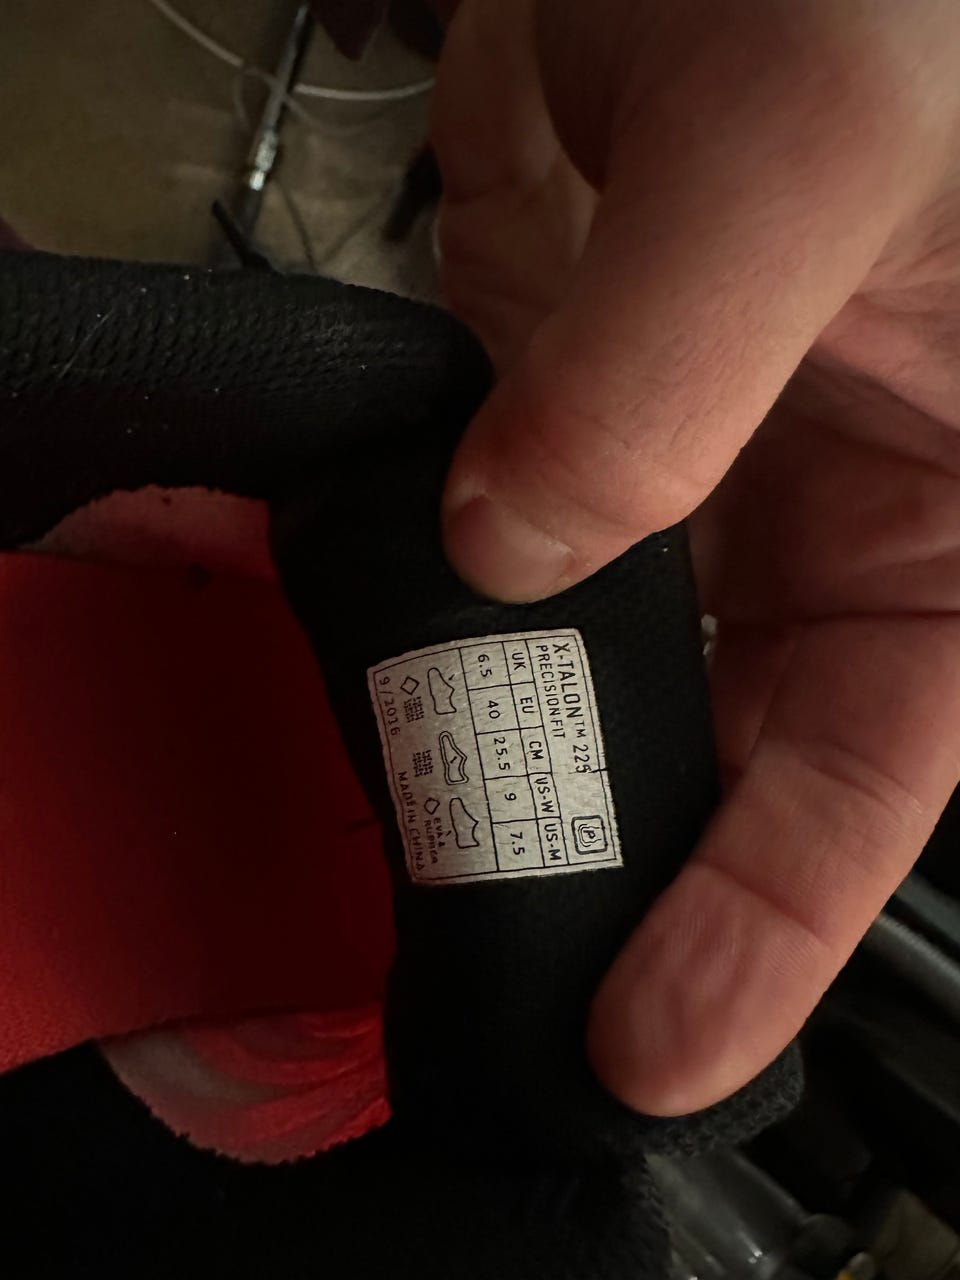 X-TALON™ 225
PRECISION FIT
P
UK EU CM US-W US-M
6.5 40 25.5 9 7.5
EVA &
RUBBER
9/2016 MADE IN CHINA